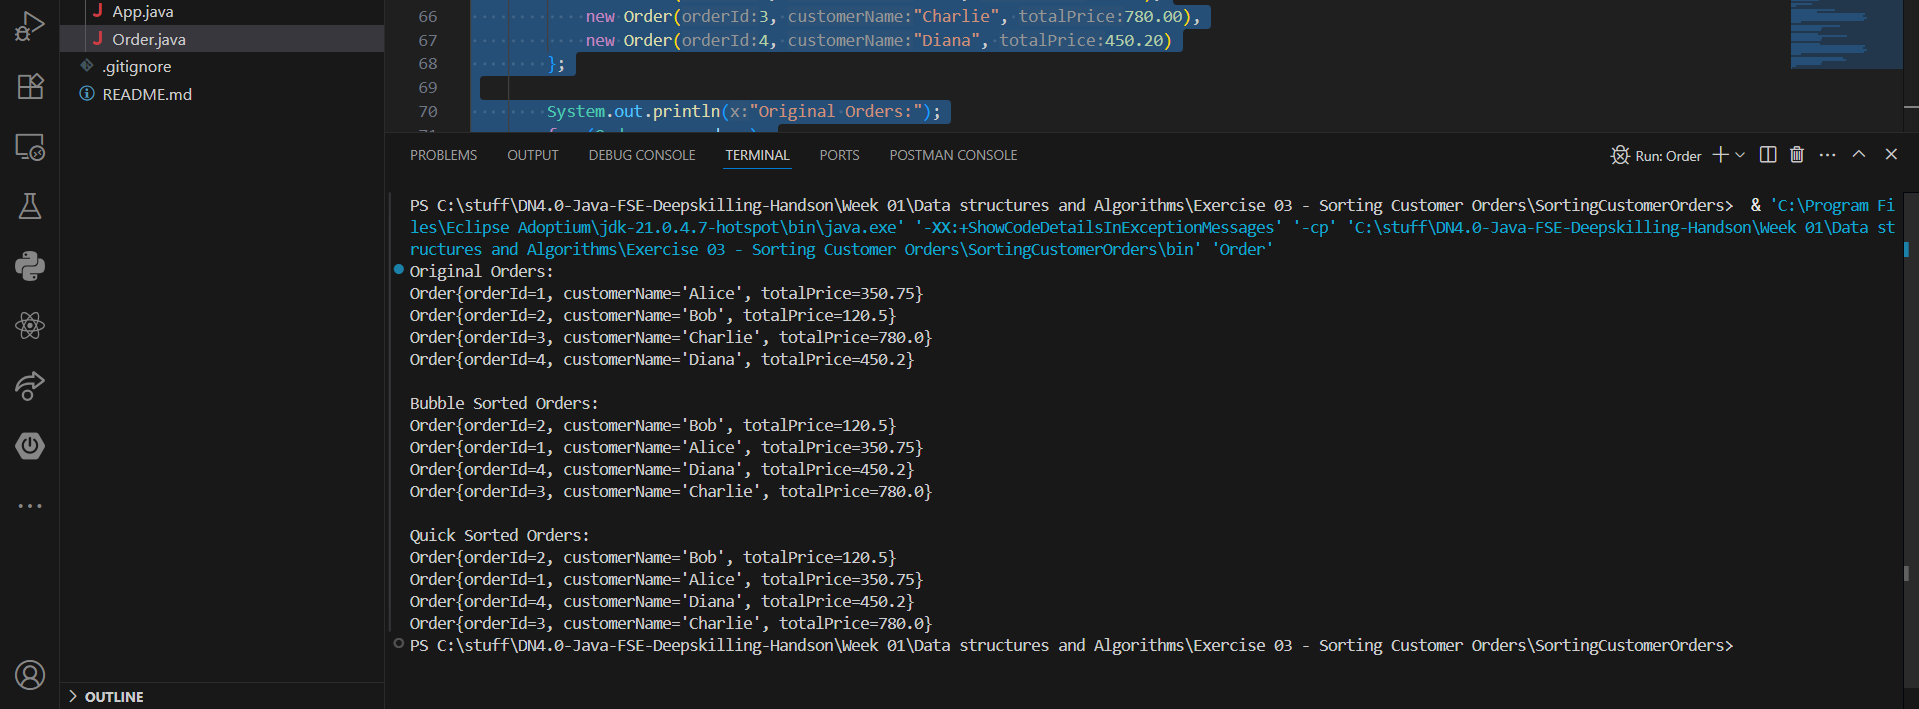 App.java
Order.java
.gitignore
README.md
OUTLINE
66 new Order(orderId:3, customerName:"Charlie", totalPrice:780.00),
67 new Order(orderId:4, customerName:"Diana", totalPrice:450.20)
68 };
69
70 System.out.println(x:"Original Orders:");
PROBLEMS OUTPUT DEBUG CONSOLE TERMINAL PORTS POSTMAN CONSOLE
Run: Order
PS C:\stuff\DN4.0-Java-FSE-Deepskilling-Handson\Week 01\Data structures and Algorithms\Exercise 03 - Sorting Customer Orders\SortingCustomerOrders>  & 'C:\Program Fi
les\Eclipse Adoptium\jdk-21.0.4.7-hotspot\bin\java.exe' '-XX:+ShowCodeDetailsInExceptionMessages' '-cp' 'C:\stuff\DN4.0-Java-FSE-Deepskilling-Handson\Week 01\Data st
ructures and Algorithms\Exercise 03 - Sorting Customer Orders\SortingCustomerOrders\bin' 'Order'
Original Orders:
Order{orderId=1, customerName='Alice', totalPrice=350.75}
Order{orderId=2, customerName='Bob', totalPrice=120.5}
Order{orderId=3, customerName='Charlie', totalPrice=780.0}
Order{orderId=4, customerName='Diana', totalPrice=450.2}
Bubble Sorted Orders:
Order{orderId=2, customerName='Bob', totalPrice=120.5}
Order{orderId=1, customerName='Alice', totalPrice=350.75}
Order{orderId=4, customerName='Diana', totalPrice=450.2}
Order{orderId=3, customerName='Charlie', totalPrice=780.0}
Quick Sorted Orders:
Order{orderId=2, customerName='Bob', totalPrice=120.5}
Order{orderId=1, customerName='Alice', totalPrice=350.75}
Order{orderId=4, customerName='Diana', totalPrice=450.2}
Order{orderId=3, customerName='Charlie', totalPrice=780.0}
PS C:\stuff\DN4.0-Java-FSE-Deepskilling-Handson\Week 01\Data structures and Algorithms\Exercise 03 - Sorting Customer Orders\SortingCustomerOrders>